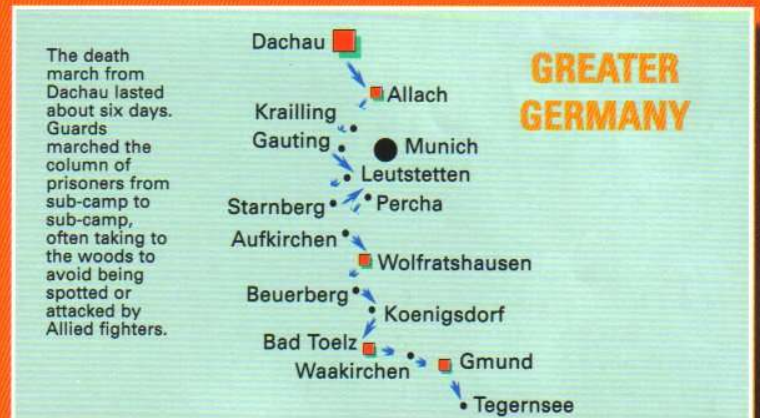 The death
march from
Dachau lasted
about six days.
Guards
marched the
column of
prisoners from
sub-camp to
sub-camp,
often taking to
the woods to
avoid being
spotted or
attacked by
Allied fighters.
GREATER
GERMANY
Dachau
Allach
Krailling
Gauting
Munich
Leutstetten
Starnberg
Percha
Aufkirchen
Wolfratshausen
Beuerberg
Koenigsdorf
Bad Toelz
Waakirchen
Gmund
Tegernsee